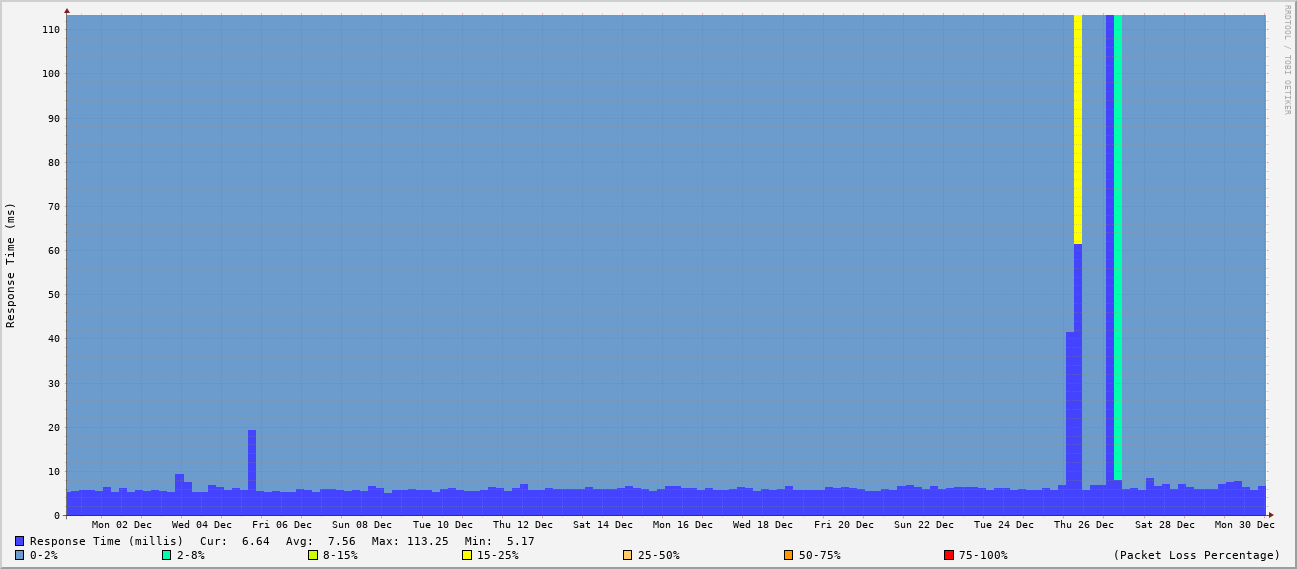 RRDTOOL / TOBI OETIKER
Response Time (ms)
110
100
90
80
70
60
50
40
30
20
10
0
Mon 02 Dec Wed 04 Dec Fri 06 Dec Sun 08 Dec Tue 10 Dec Thu 12 Dec Sat 14 Dec Mon 16 Dec Wed 18 Dec Fri 20 Dec Sun 22 Dec Tue 24 Dec Thu 26 Dec Sat 28 Dec Mon 30 Dec
Response Time (millis) Cur: 6.64 Avg: 7.56 Max: 113.25 Min: 5.17
0-2% 2-8% 8-15% 15-25% 25-50% 50-75% 75-100% (Packet Loss Percentage)